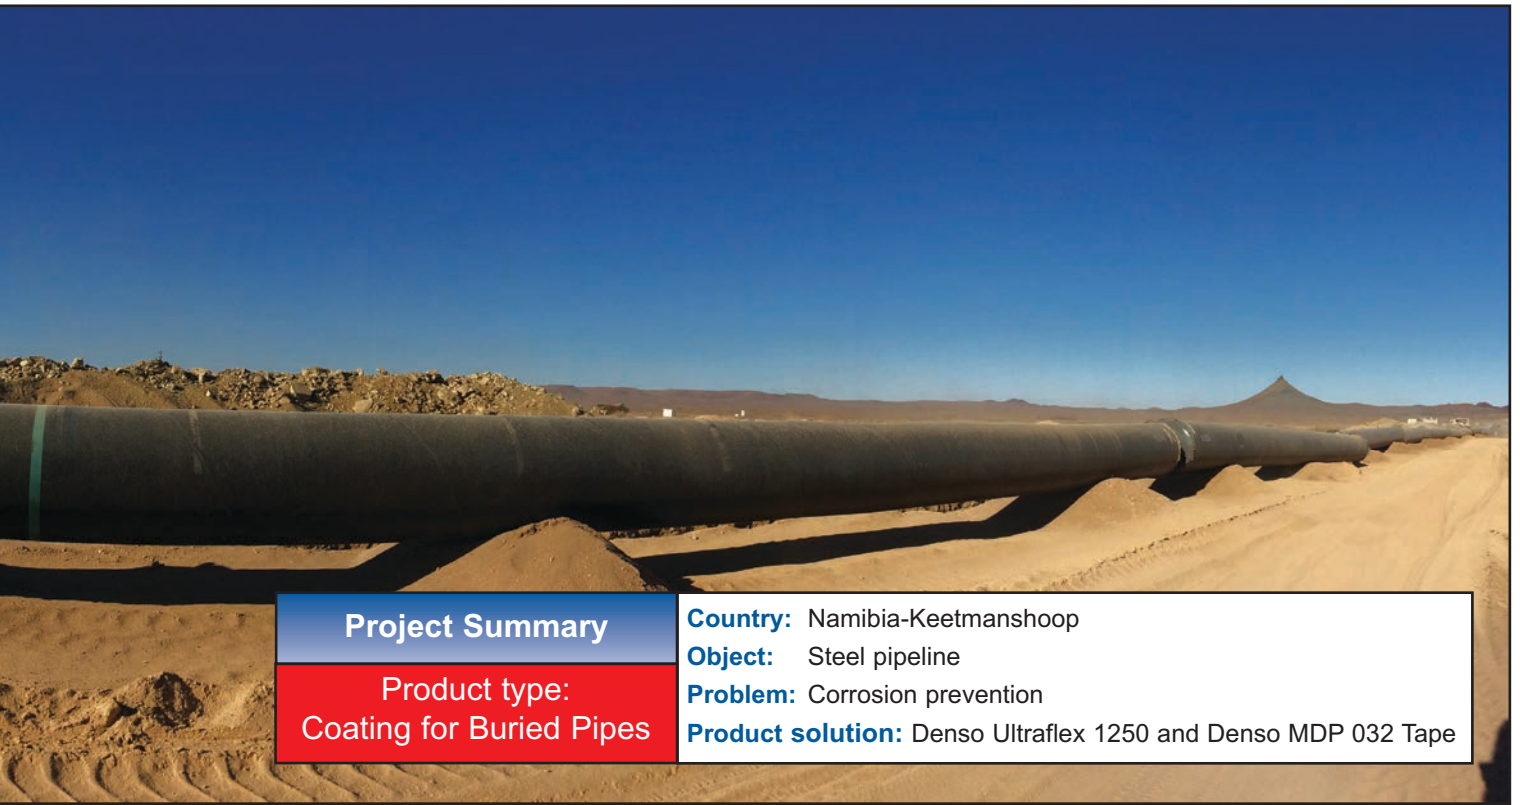 Project Summary
Product type:
Coating for Buried Pipes
Country: Namibia-Keetmanshoop
Object: Steel pipeline
Problem: Corrosion prevention
Product solution: Denso Ultraflex 1250 and Denso MDP 032 Tape